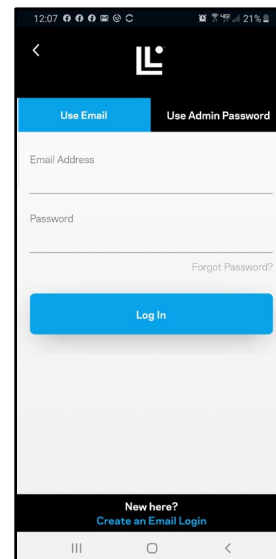 12:07
21%
Use Email
Use Admin Password
Email Address
Password
Forgot Password?
Log In
New here?
Create an Email Login